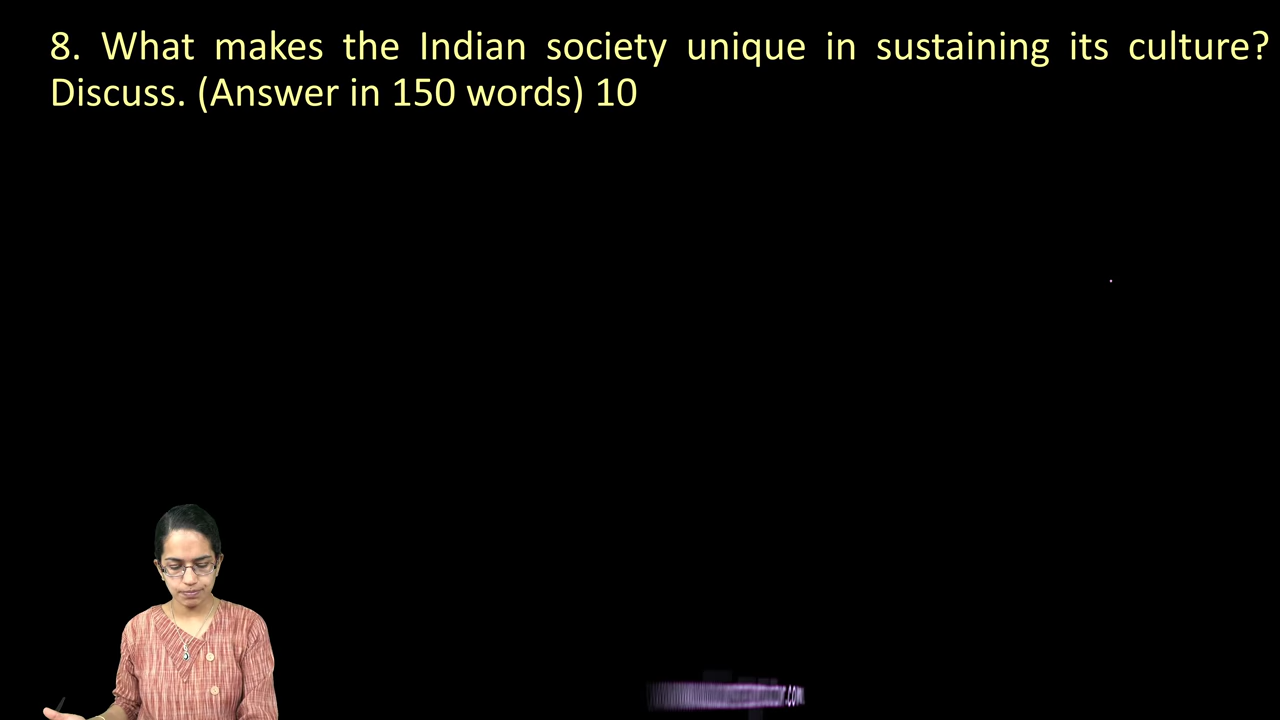 8. What makes the Indian society unique in sustaining its culture?
Discuss. (Answer in 150 words) 10